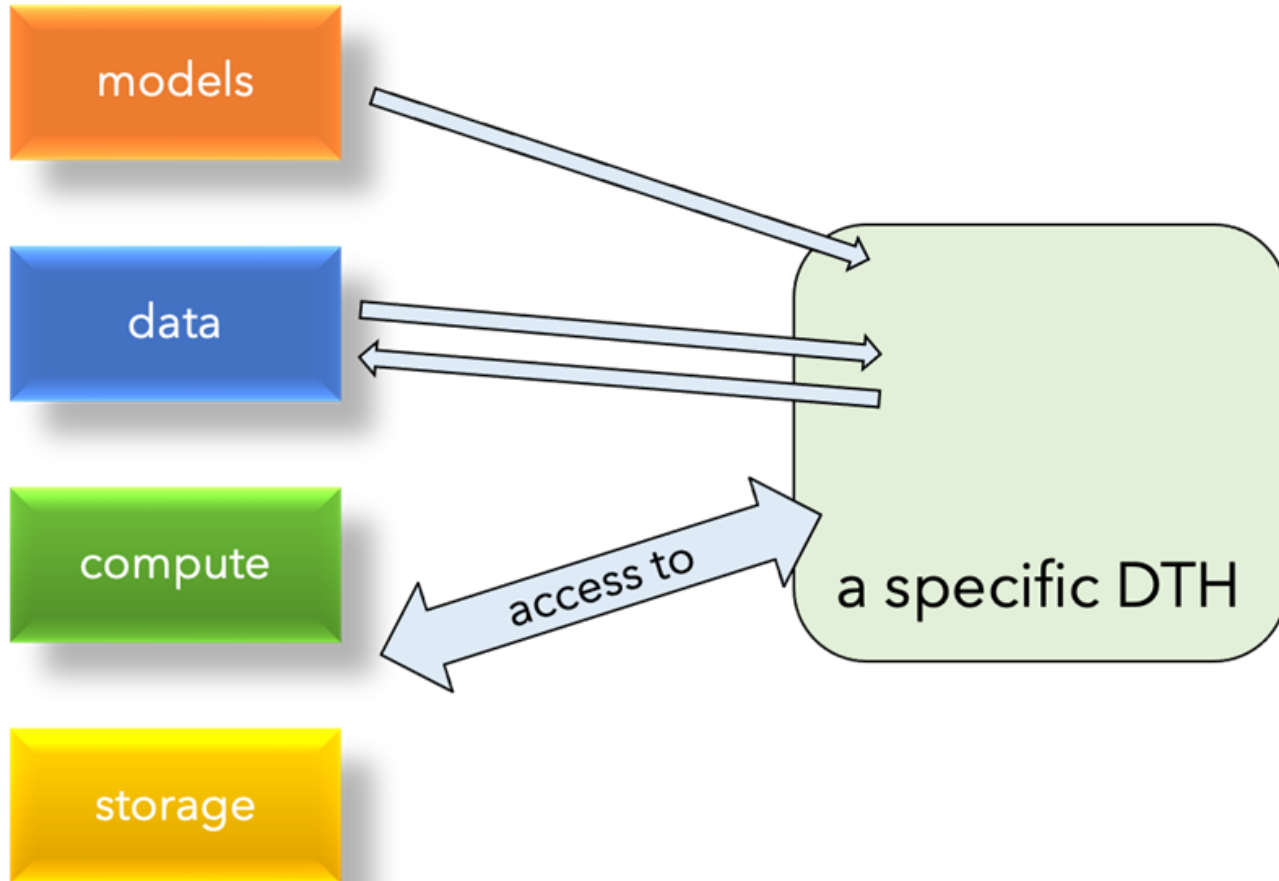 models
data
compute
access to
a specific DTH
storage